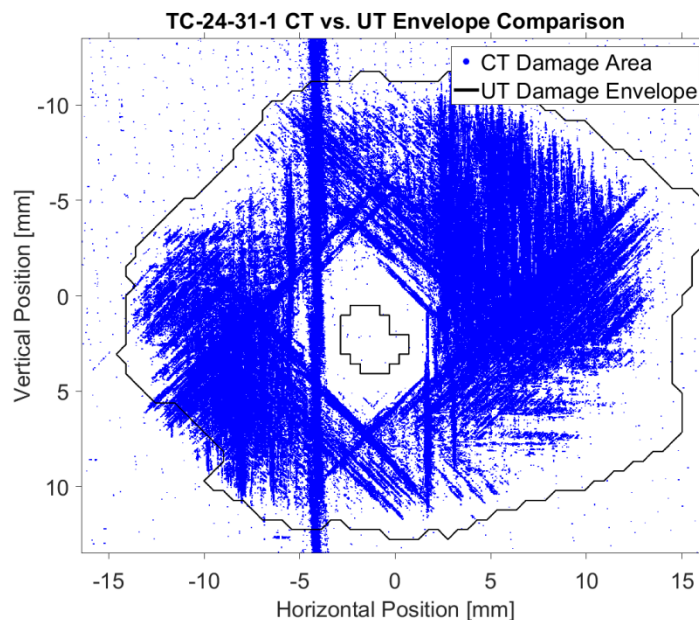 TC-24-31-1 CT vs. UT Envelope Comparison
CT Damage Area
UT Damage Envelope
-10
-5
0
5
10
Vertical Position [mm]
-15
-10
-5
0
5
10
15
Horizontal Position [mm]